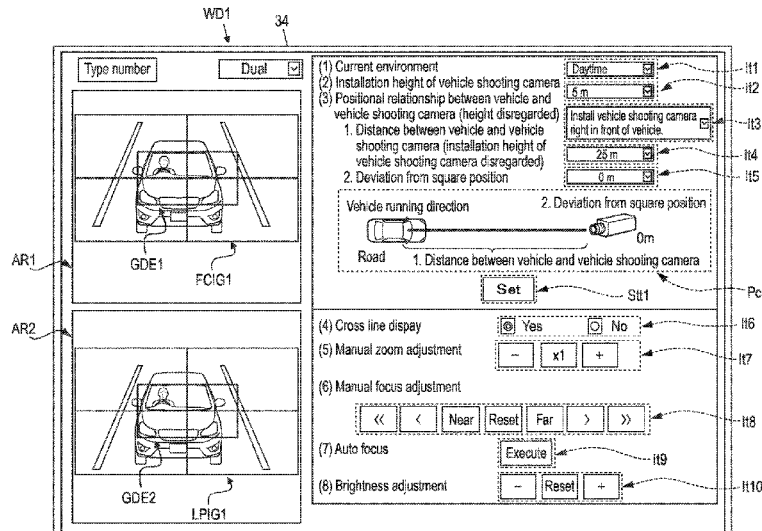 WD1
34
Type number
Dual
(1) Current environment
Daytime
It1
(2) Installation height of vehicle shooting camera
5 m
It2
(3) Positional relationship between vehicle and
vehicle shooting camera (height disregarded)
Install vehicle shooting camera
right in front of vehicle.
It3
1. Distance between vehicle and vehicle
shooting camera (installation height of
vehicle shooting camera disregarded)
25 m
It4
2. Deviation from square position
0 m
It5
Vehicle running direction
2. Deviation from square position
0m
Road
1. Distance between vehicle and vehicle shooting camera
Pc
Set
Stt1
AR1
GDE1
FCIG1
AR2
GDE2
LPIG1
(4) Cross line dispay
Yes
No
It6
(5) Manual zoom adjustment
− x1 +
It7
(6) Manual focus adjustment
<< < Near Reset Far > >>
It8
(7) Auto focus
Execute
It9
(8) Brightness adjustment
− Reset +
It10